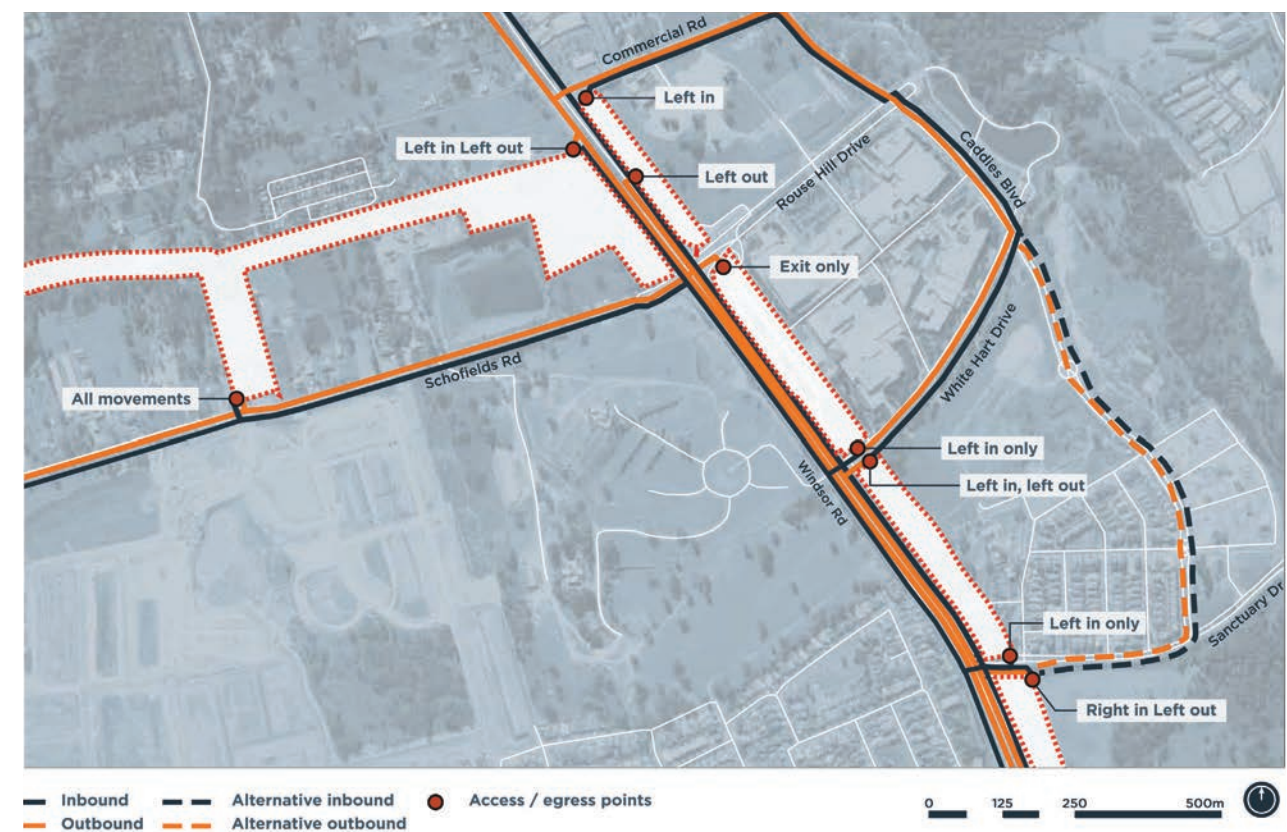 Commercial Rd
Left in
Left in Left out
Left out
Rouse Hill Drive
Caddies Blvd
Exit only
White Hart Drive
Schofields Rd
All movements
Left in only
Left in, left out
Windsor Rd
Left in only
Sanctuary Dr
Right in Left out
Inbound
Alternative inbound
Access / egress points
0
125
250
500m
Outbound
Alternative outbound